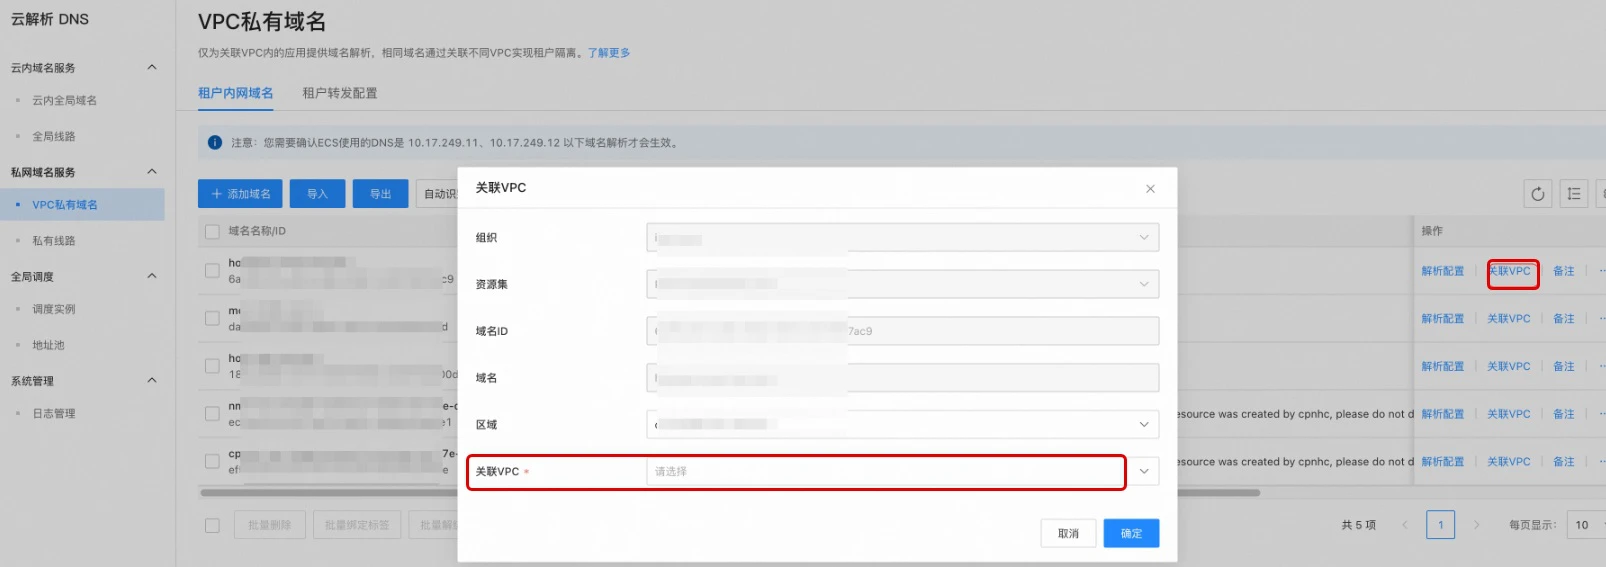 云解析 DNS
云内域名服务
云内全局域名
全局线路
私网域名服务
VPC私有域名
私有线路
全局调度
调度实例
地址池
系统管理
日志管理
VPC私有域名
仅为关联VPC内的应用提供域名解析，相同域名通过关联不同VPC实现租户隔离。了解更多
租户内网域名 租户转发配置
注意：您需要确认ECS使用的DNS是 10.17.249.11、10.17.249.12 以下域名解析才会生效。
添加域名 导入 导出
域名名称/ID 操作
解析配置 关联VPC 备注
解析配置 关联VPC 备注
解析配置 关联VPC 备注
esource was created by cpnhc, please do not d 解析配置 关联VPC 备注
esource was created by cpnhc, please do not d 解析配置 关联VPC 备注
批量删除 批量绑定标签
共 5 项 1 每页显示： 10
关联VPC
组织
资源集
域名ID 7ac9
域名
区域
关联VPC * 请选择
取消 确定